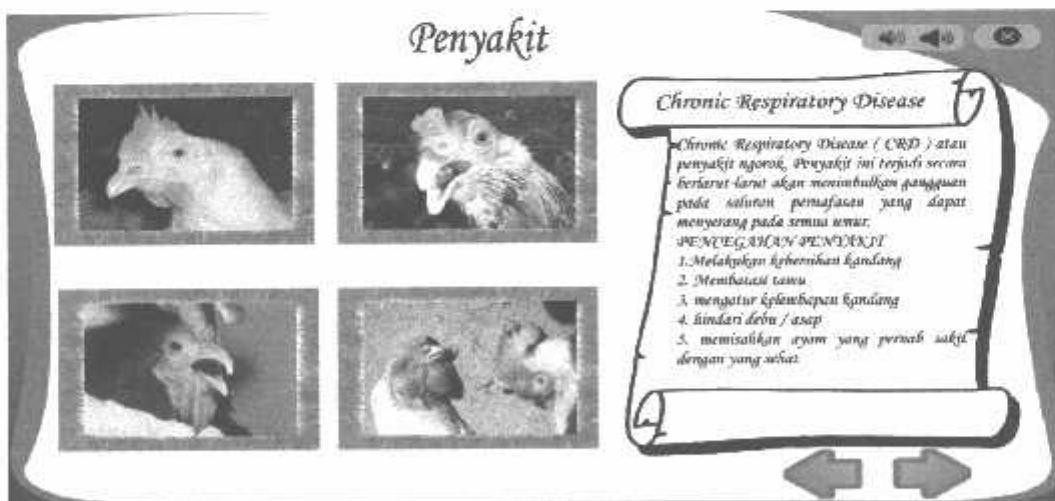 Penyakit
Chronic Respiratory Disease
Chronic Respiratory Disease ( CRD ) atau
penyakit ngorok. Penyakit ini terjadi secara
berlarut-larut akan menimbulkan gangguan
pada saluran pernafasan yang dapat
menyerang pada semua umur.
PENCEGAHAN PENYAKIT
1.Melakukan kebersihan kandang
2. Membatasi tamu
3. mengatur kelembapan kandang
4. hindari debu / asap
5. memisahkan ayam yang pernah sakit
dengan yang sehat